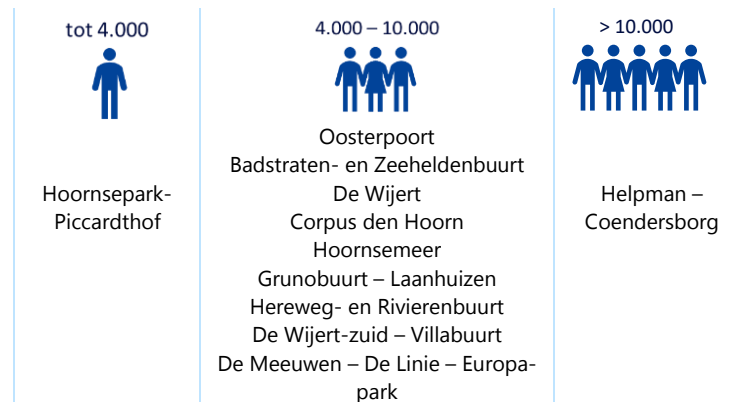 tot 4.000
Hoornsepark-
Piccardthof
4.000 – 10.000
Oosterpoort
Badstraten- en Zeeheldenbuurt
De Wijert
Corpus den Hoorn
Hoornsemeer
Grunobuurt – Laanhuizen
Hereweg- en Rivierenbuurt
De Wijert-zuid – Villabuurt
De Meeuwen – De Linie – Europa-
park
> 10.000
Helpman –
Coendersborg